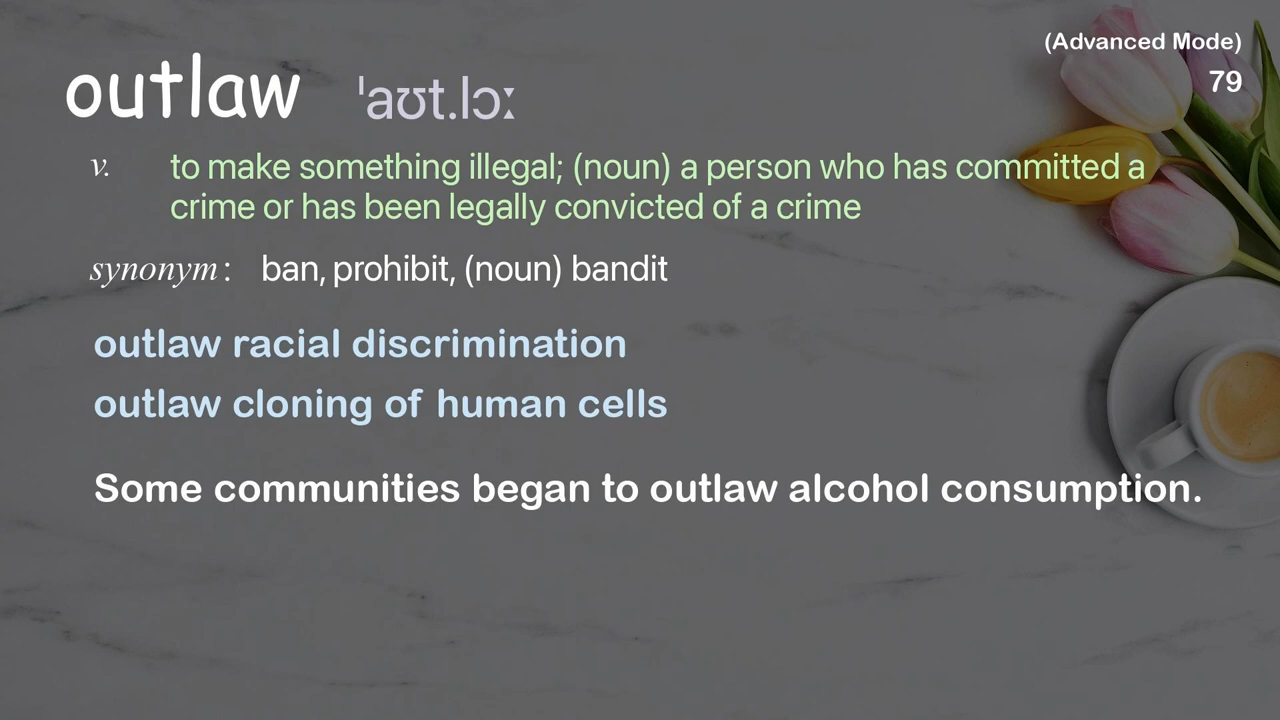 (Advanced Mode)
79
outlaw ˈaʊt.lɔː
v. to make something illegal; (noun) a person who has committed a
crime or has been legally convicted of a crime
synonym: ban, prohibit, (noun) bandit
outlaw racial discrimination
outlaw cloning of human cells
Some communities began to outlaw alcohol consumption.